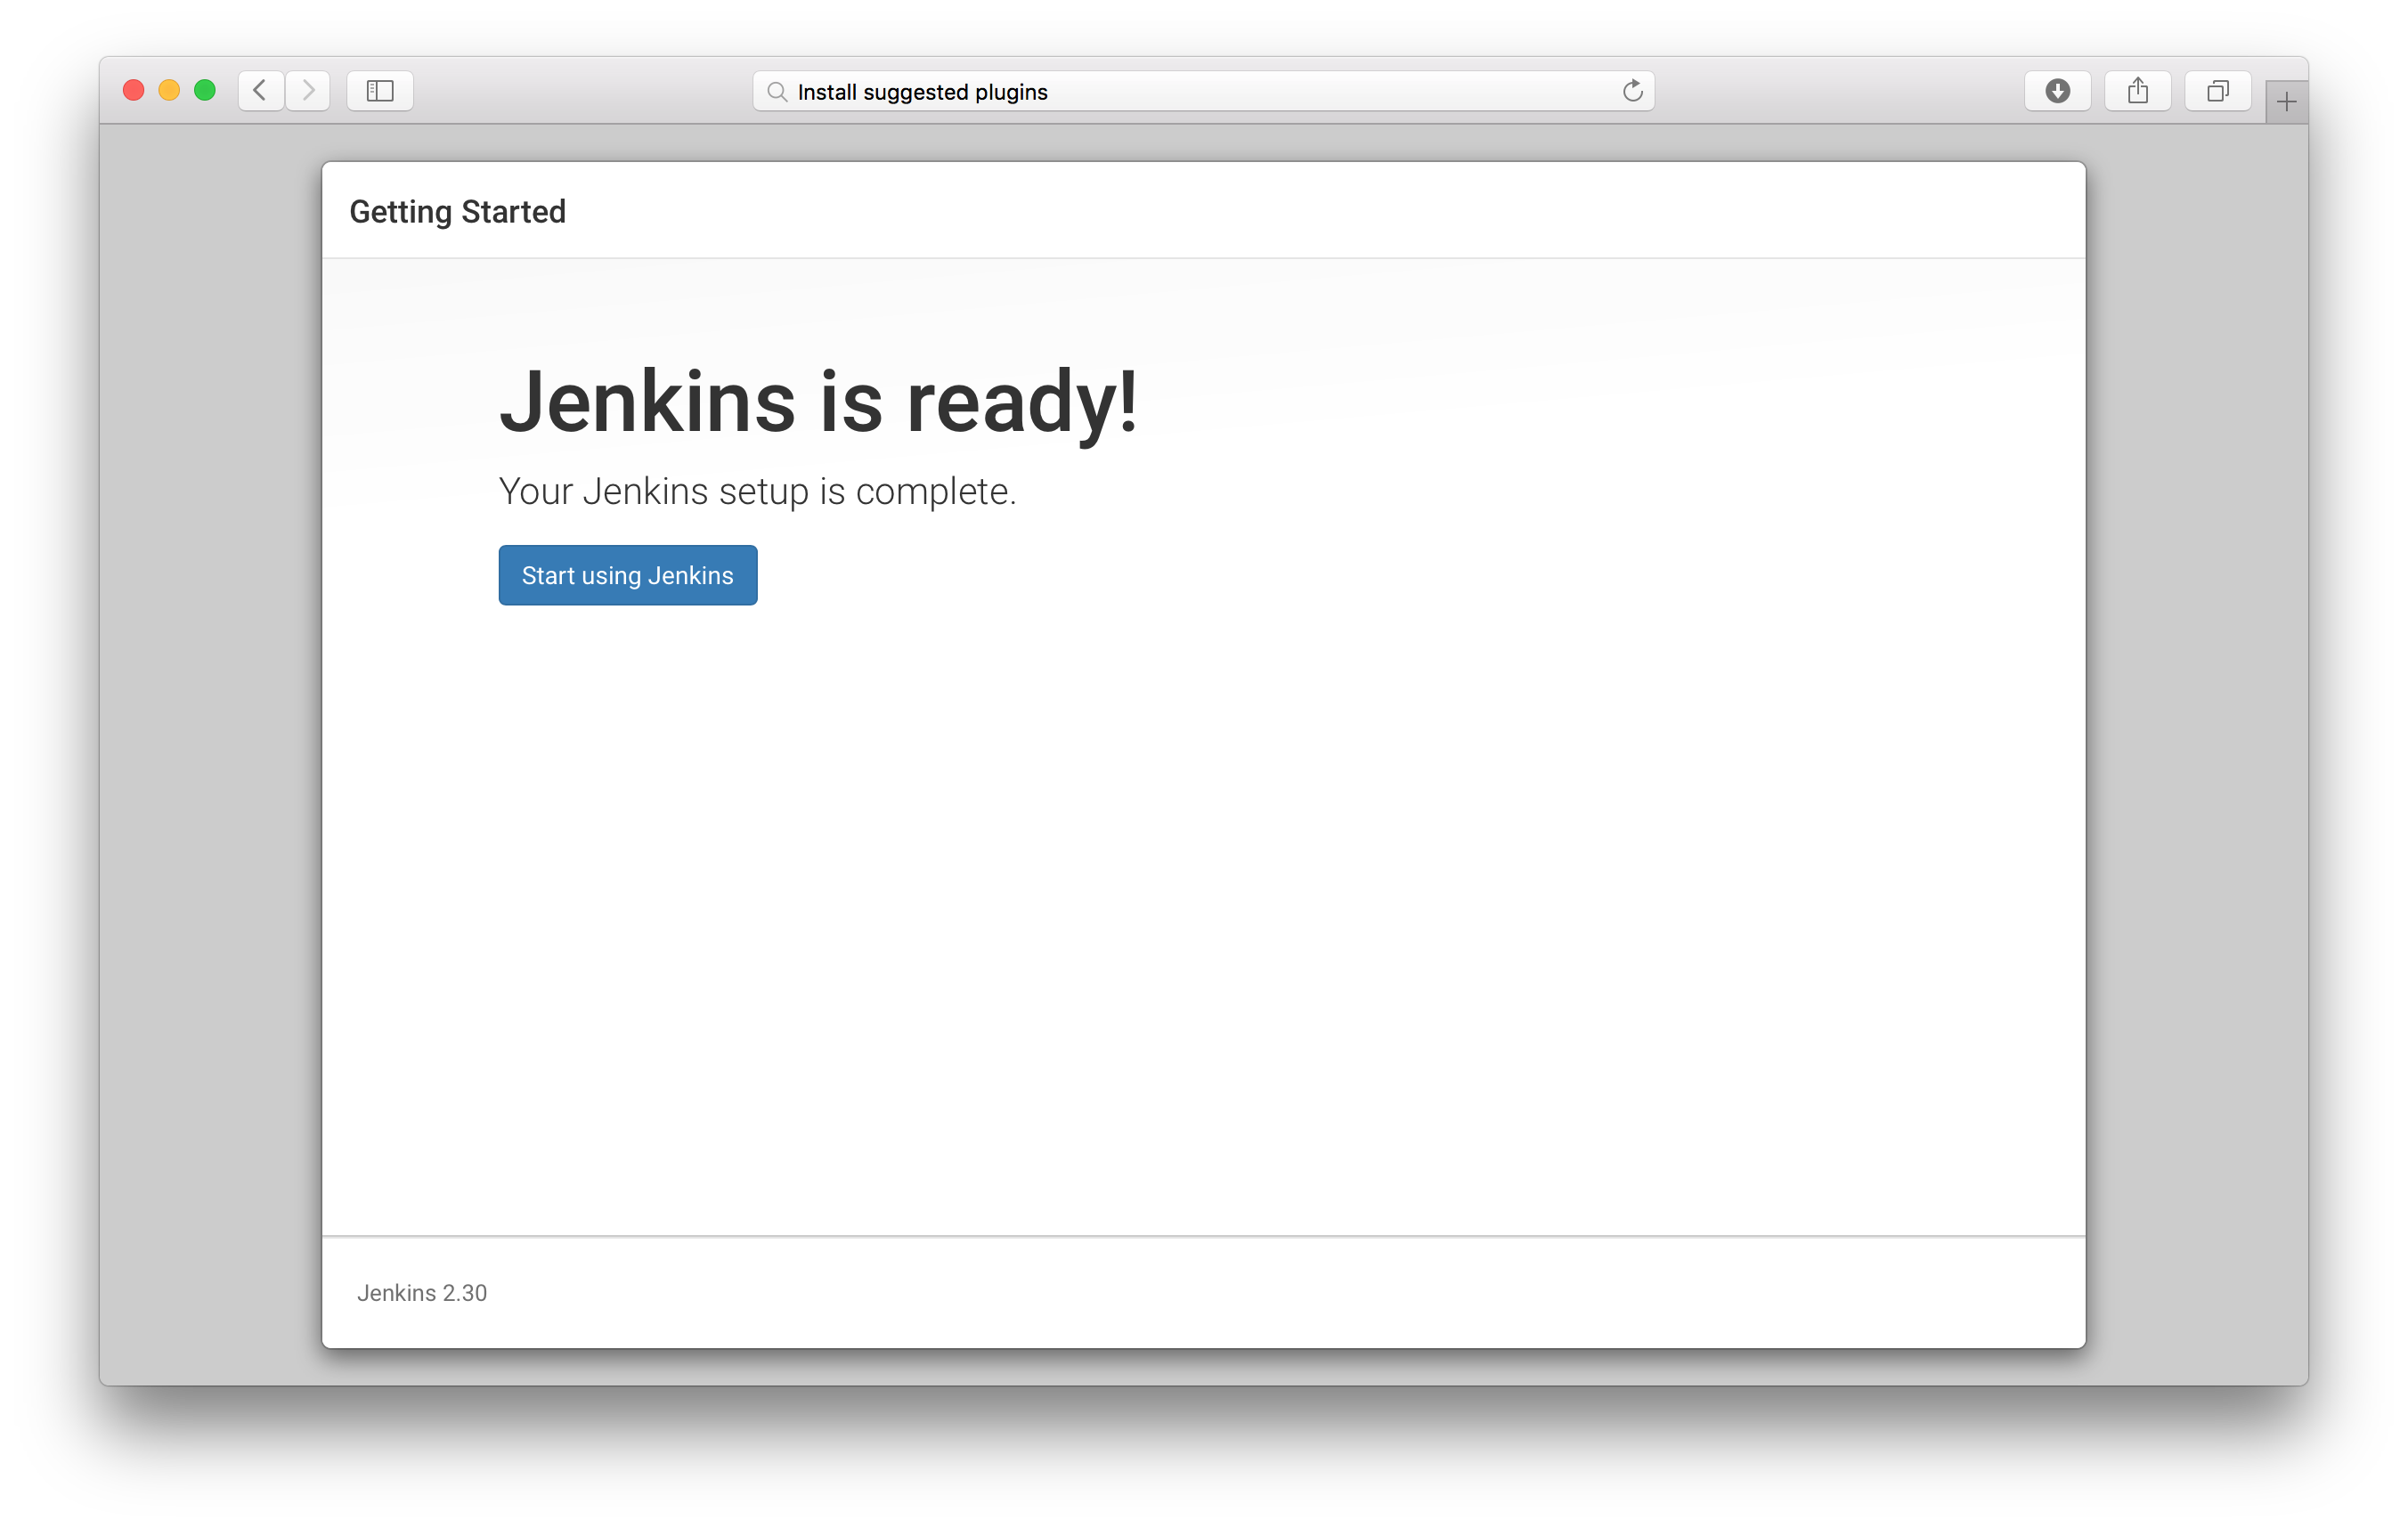 Install suggested plugins
Getting Started
Jenkins is ready!
Your Jenkins setup is complete.
Start using Jenkins
Jenkins 2.30